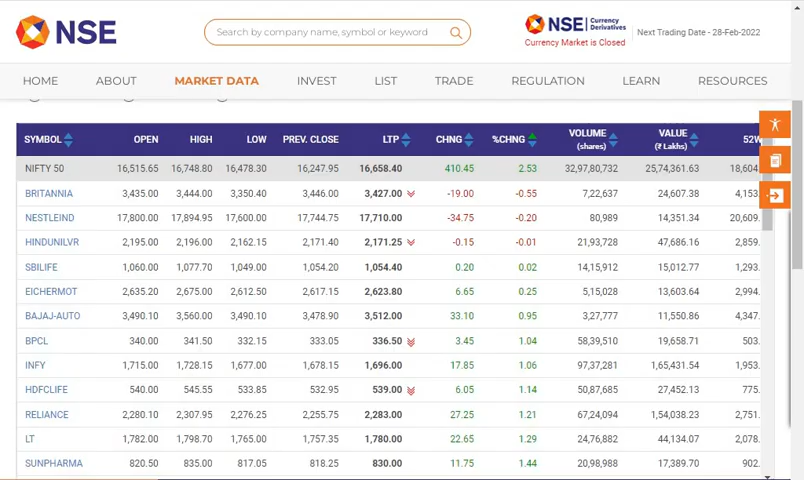 NSE
Search by company name, symbol or keyword
NSE Currency Derivatives
Currency Market is Closed
Next Trading Date - 28-Feb-2022
HOME ABOUT MARKET DATA INVEST LIST TRADE REGULATION LEARN RESOURCES
SYMBOL OPEN HIGH LOW PREV. CLOSE LTP CHNG %CHNG VOLUME (shares) VALUE (₹ Lakhs) 52W
NIFTY 50 16,515.65 16,748.80 16,478.30 16,247.95 16,658.40 410.45 2.53 32,97,80,732 25,74,361.63 18,604.
BRITANNIA 3,435.00 3,444.00 3,350.40 3,446.00 3,427.00 -19.00 -0.55 7,22,637 24,607.38 4,153.
NESTLEIND 17,800.00 17,894.95 17,600.00 17,744.75 17,710.00 -34.75 -0.20 80,989 14,351.34 20,609.
HINDUNILVR 2,195.00 2,196.00 2,162.15 2,171.40 2,171.25 -0.15 -0.01 21,93,728 47,686.16 2,859.
SBILIFE 1,060.00 1,077.70 1,049.00 1,054.20 1,054.40 0.20 0.02 14,15,912 15,012.77 1,293.
EICHERMOT 2,635.20 2,675.00 2,612.50 2,617.15 2,623.80 6.65 0.25 5,15,028 13,603.64 2,994.
BAJAJ-AUTO 3,490.10 3,560.00 3,490.10 3,478.90 3,512.00 33.10 0.95 3,27,777 11,550.86 4,347.
BPCL 340.00 341.50 332.15 333.05 336.50 3.45 1.04 58,39,510 19,658.71 503.
INFY 1,715.00 1,728.15 1,677.00 1,678.15 1,696.00 17.85 1.06 97,37,281 1,65,431.54 1,953.
HDFCLIFE 540.00 545.55 533.85 532.95 539.00 6.05 1.14 50,87,685 27,452.13 775.
RELIANCE 2,280.10 2,307.95 2,276.25 2,255.75 2,283.00 27.25 1.21 67,24,094 1,54,038.23 2,751.
LT 1,782.00 1,798.70 1,765.00 1,757.35 1,780.00 22.65 1.29 24,76,882 44,134.07 2,078.
SUNPHARMA 820.50 835.00 817.05 818.25 830.00 11.75 1.44 20,98,988 17,389.70 902.